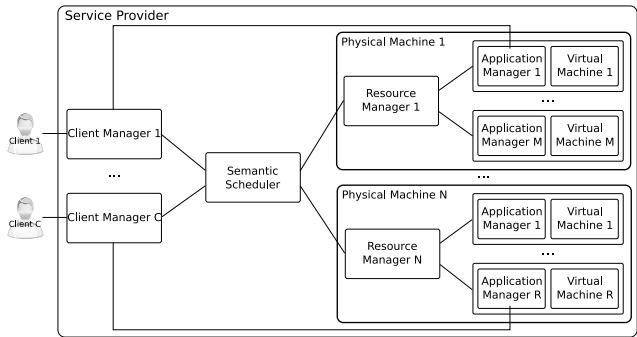 Service Provider
Physical Machine 1
Application
Manager 1
Virtual
Machine 1
...
Resource
Manager 1
Application
Manager M
Virtual
Machine M
Client 1
Client Manager 1
...
Semantic
Scheduler
...
Client C
Client Manager C
Physical Machine N
Application
Manager 1
Virtual
Machine 1
...
Resource
Manager N
Application
Manager R
Virtual
Machine R